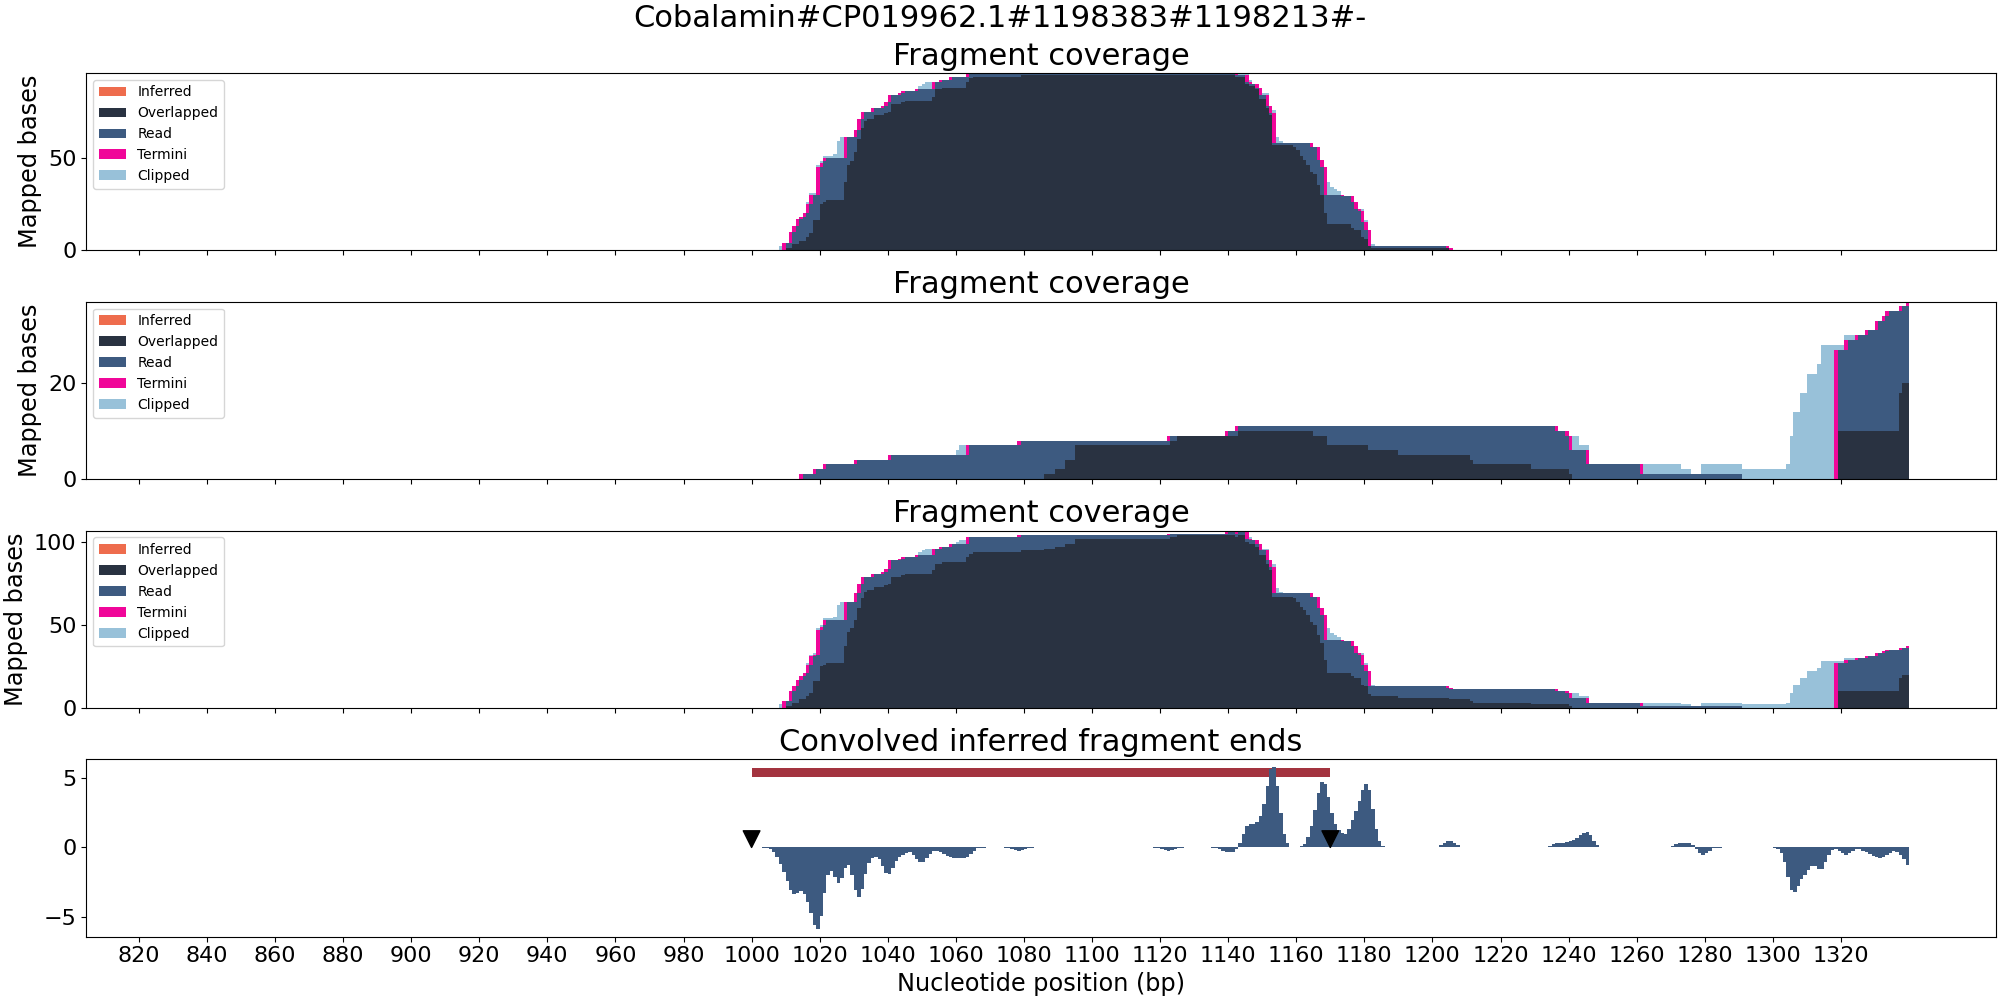 Cobalamin#CP019962.1#1198383#1198213#-
Fragment coverage
Mapped bases
50
0
Inferred
Overlapped
Read
Termini
Clipped
Fragment coverage
Mapped bases
20
0
Inferred
Overlapped
Read
Termini
Clipped
Fragment coverage
Mapped bases
100
50
0
Inferred
Overlapped
Read
Termini
Clipped
Convolved inferred fragment ends
5
0
−5
820 840 860 880 900 920 940 960 980 1000 1020 1040 1060 1080 1100 1120 1140 1160 1180 1200 1220 1240 1260 1280 1300 1320
Nucleotide position (bp)